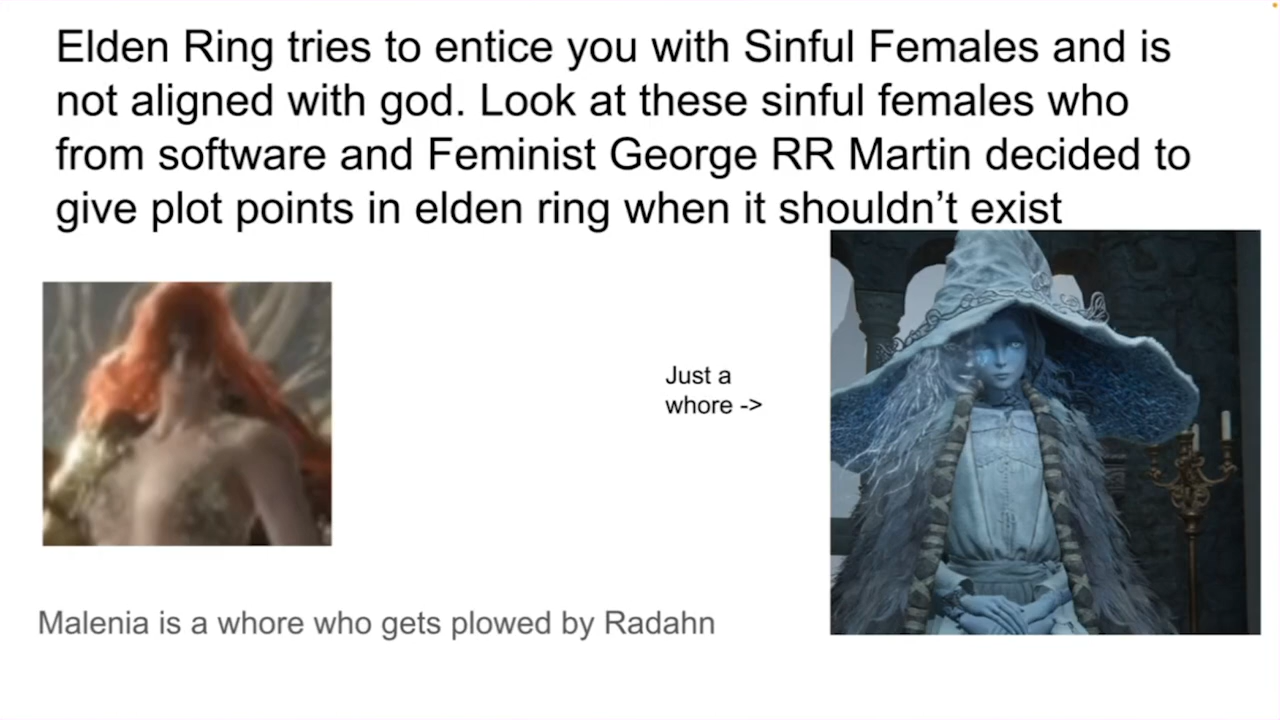 Elden Ring tries to entice you with Sinful Females and is
not aligned with god. Look at these sinful females who
from software and Feminist George RR Martin decided to
give plot points in elden ring when it shouldn’t exist
Just a
whore ->
Malenia is a whore who gets plowed by Radahn